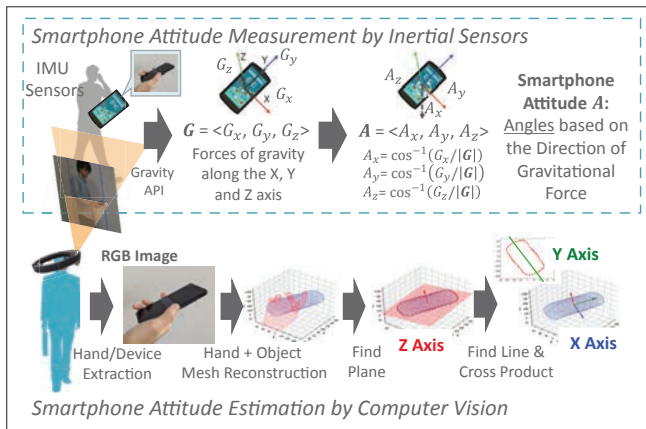 Smartphone Attitude Measurement by Inertial Sensors
IMU
Sensors
Gravity
API
Z
Y
X
G_z
G_y
G_x
G = <G_x, G_y, G_z>
Forces of gravity
along the X, Y
and Z axis
A_z
A_y
A_x
A = <A_x, A_y, A_z>
A_x= cos⁻¹(G_x/|G|)
A_y= cos⁻¹(G_y/|G|)
A_z= cos⁻¹(G_z/|G|)
Smartphone
Attitude A:
Angles based on
the Direction of
Gravitational
Force
RGB Image
Hand/Device
Extraction
Hand + Object
Mesh Reconstruction
Find
Plane
Z Axis
Find Line &
Cross Product
Y Axis
X Axis
Smartphone Attitude Estimation by Computer Vision